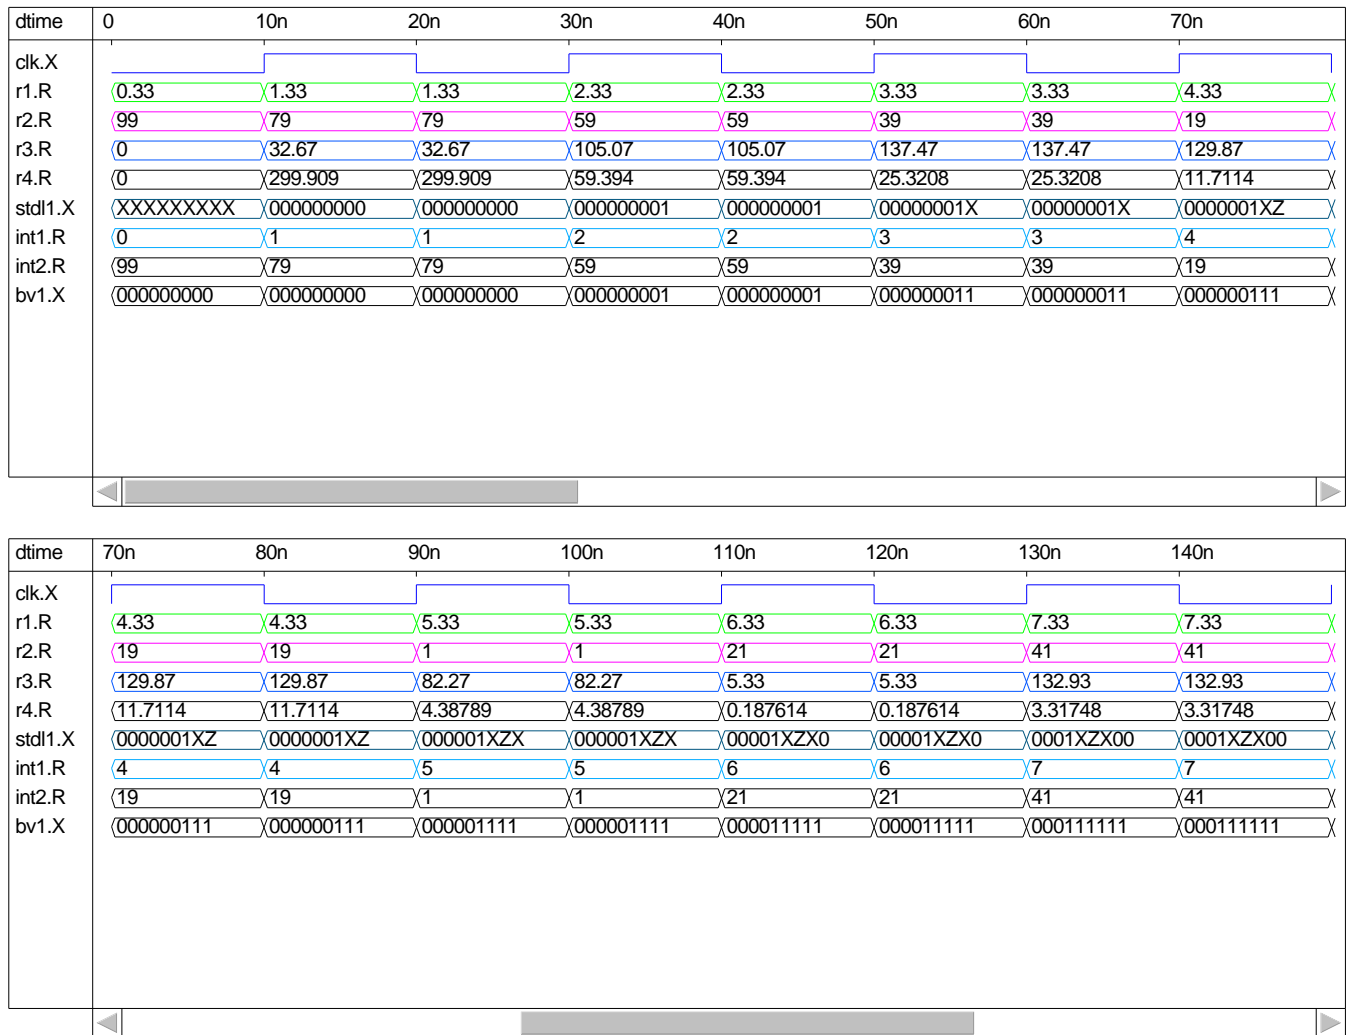 dtime 0 10n 20n 30n 40n 50n 60n 70n
clk.X
r1.R 0.33 1.33 1.33 2.33 2.33 3.33 3.33 4.33
r2.R 99 79 79 59 59 39 39 19
r3.R 0 32.67 32.67 105.07 105.07 137.47 137.47 129.87
r4.R 0 299.909 299.909 59.394 59.394 25.3208 25.3208 11.7114
stdl1.X XXXXXXXXX 000000000 000000000 000000001 000000001 00000001X 00000001X 0000001XZ
int1.R 0 1 1 2 2 3 3 4
int2.R 99 79 79 59 59 39 39 19
bv1.X 000000000 000000000 000000000 000000001 000000001 000000011 000000011 000000111
dtime 70n 80n 90n 100n 110n 120n 130n 140n
clk.X
r1.R 4.33 4.33 5.33 5.33 6.33 6.33 7.33 7.33
r2.R 19 19 1 1 21 21 41 41
r3.R 129.87 129.87 82.27 82.27 5.33 5.33 132.93 132.93
r4.R 11.7114 11.7114 4.38789 4.38789 0.187614 0.187614 3.31748 3.31748
stdl1.X 0000001XZ 0000001XZ 000001XZX 000001XZX 00001XZX0 00001XZX0 0001XZX00 0001XZX00
int1.R 4 4 5 5 6 6 7 7
int2.R 19 19 1 1 21 21 41 41
bv1.X 000000111 000000111 000001111 000001111 000011111 000011111 000111111 000111111